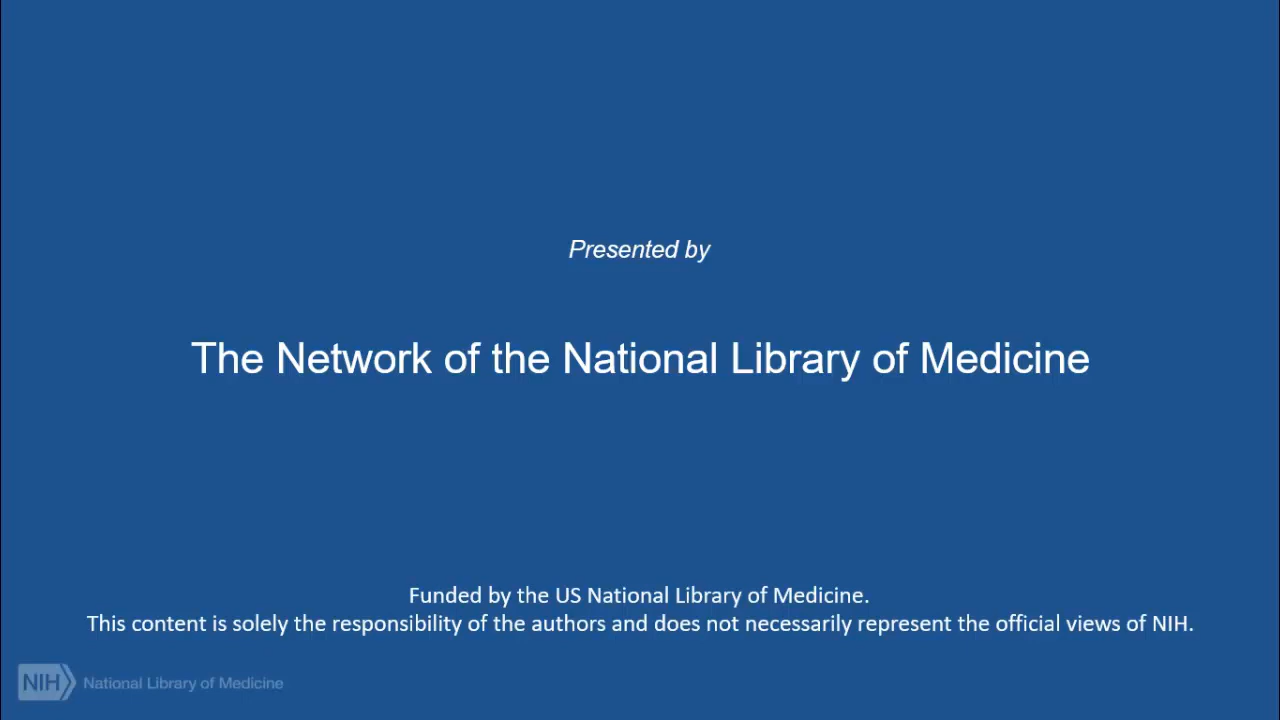 Presented by
The Network of the National Library of Medicine
Funded by the US National Library of Medicine.
This content is solely the responsibility of the authors and does not necessarily represent the official views of NIH.
NIH National Library of Medicine